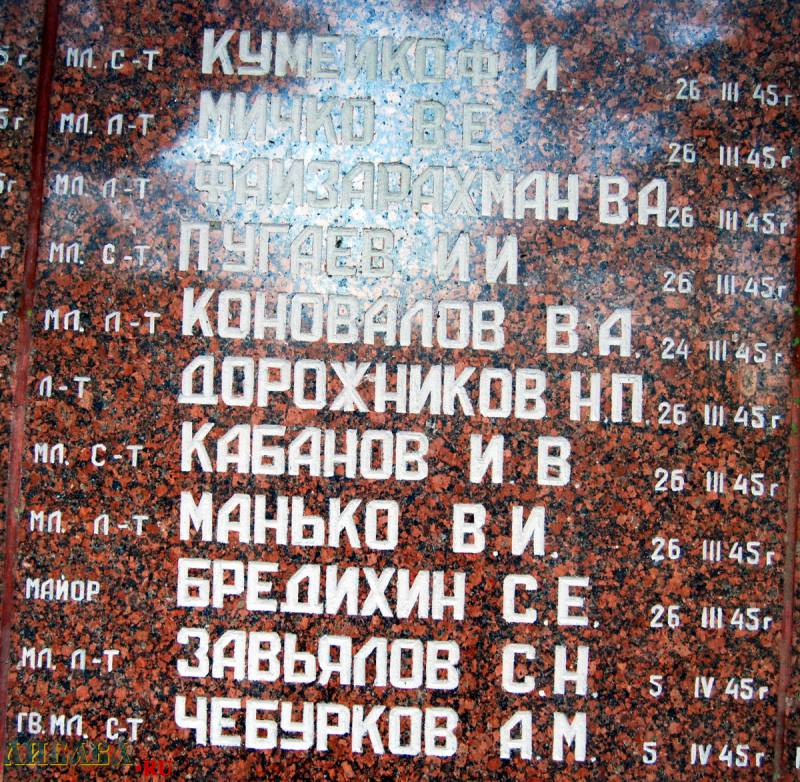 МЛ. С-Т КУМЕЙКО Ф И. 26 III 45 г
МЛ. Л-Т МИЧКО В Е 26 III 45 г
МЛ. Л-Т ФАЙЗАРАХМАН В.А 26 III 45 г
МЛ. С-Т ПУГАЕВ И И. 26 III 45 г
МЛ. Л-Т КОНОВАЛОВ В.А. 24 III 45 г
Л-Т ДОРОЖНИКОВ Н.П. 26 III 45 г
МЛ. С-Т КАБАНОВ И. В. 26 III 45 г
МЛ. Л-Т МАНЬКО В.И. 26 III 45 г
МАЙОР БРЕДИХИН С.Е. 26 III 45 г
МЛ. Л-Т ЗАВЬЯЛОВ С.Н. 5 IV 45 г
ГВ. МЛ. С-Т. ЧЕБУРКОВ А.М. 5 IV 45 г